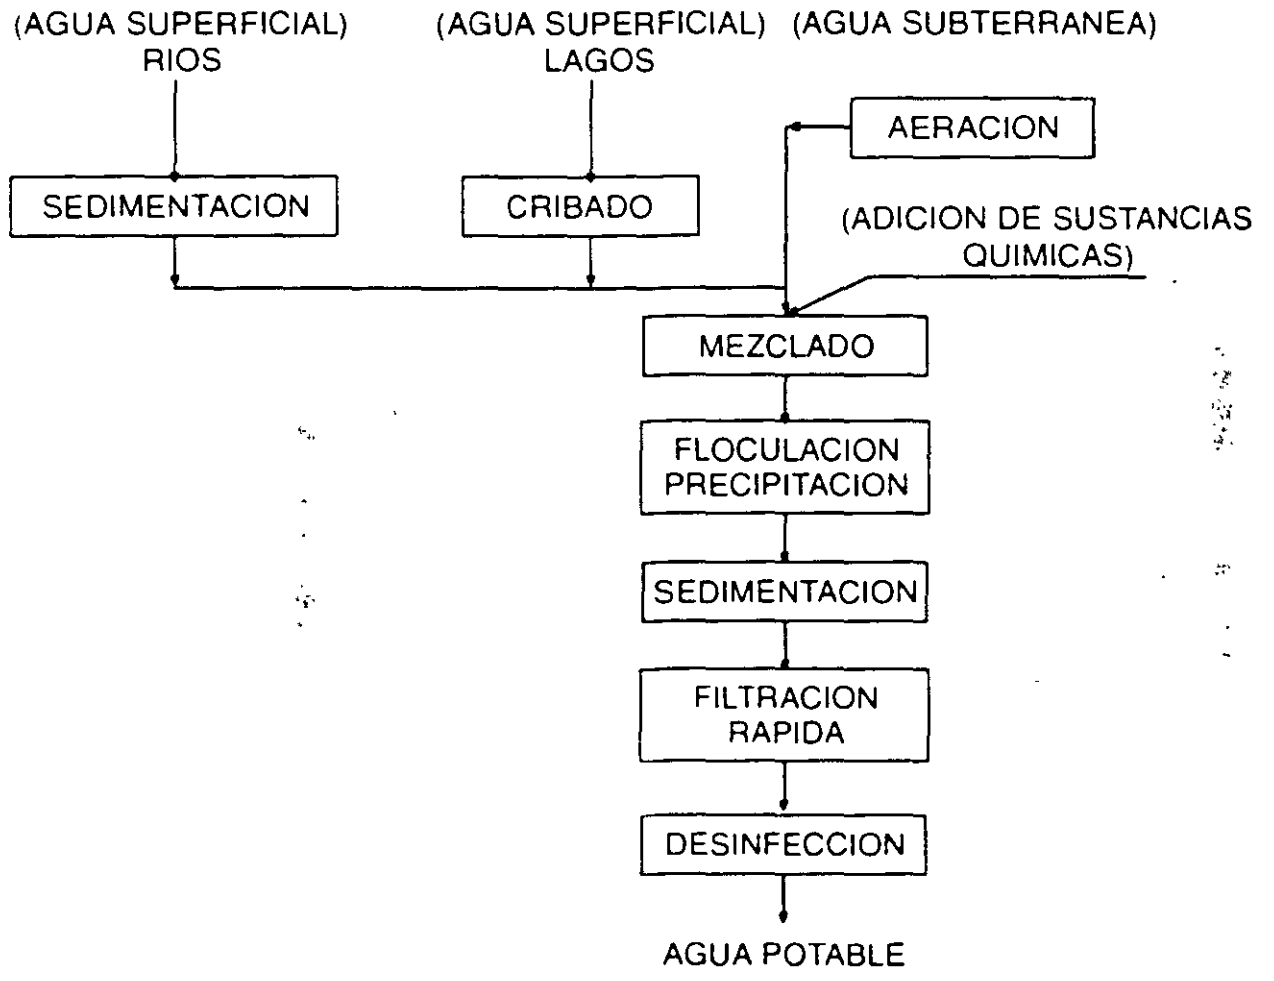 (AGUA SUPERFICIAL)
RIOS
(AGUA SUPERFICIAL)
LAGOS
(AGUA SUBTERRANEA)
AERACION
SEDIMENTACION
CRIBADO
(ADICION DE SUSTANCIAS
QUIMICAS)
MEZCLADO
FLOCULACION
PRECIPITACION
SEDIMENTACION
FILTRACION
RAPIDA
DESINFECCION
AGUA POTABLE